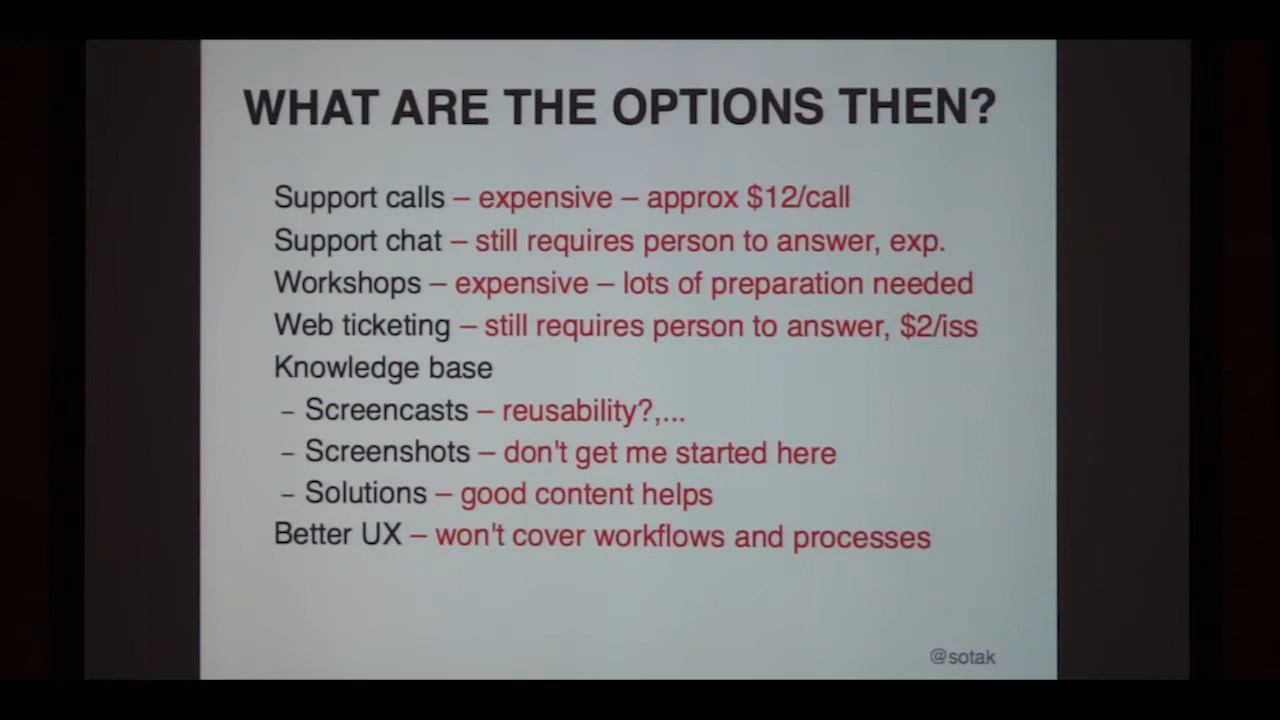 WHAT ARE THE OPTIONS THEN?
Support calls – expensive – approx $12/call
Support chat – still requires person to answer, exp.
Workshops – expensive – lots of preparation needed
Web ticketing – still requires person to answer, $2/iss
Knowledge base
– Screencasts – reusability?,...
– Screenshots – don't get me started here
– Solutions – good content helps
Better UX – won't cover workflows and processes
@sotak